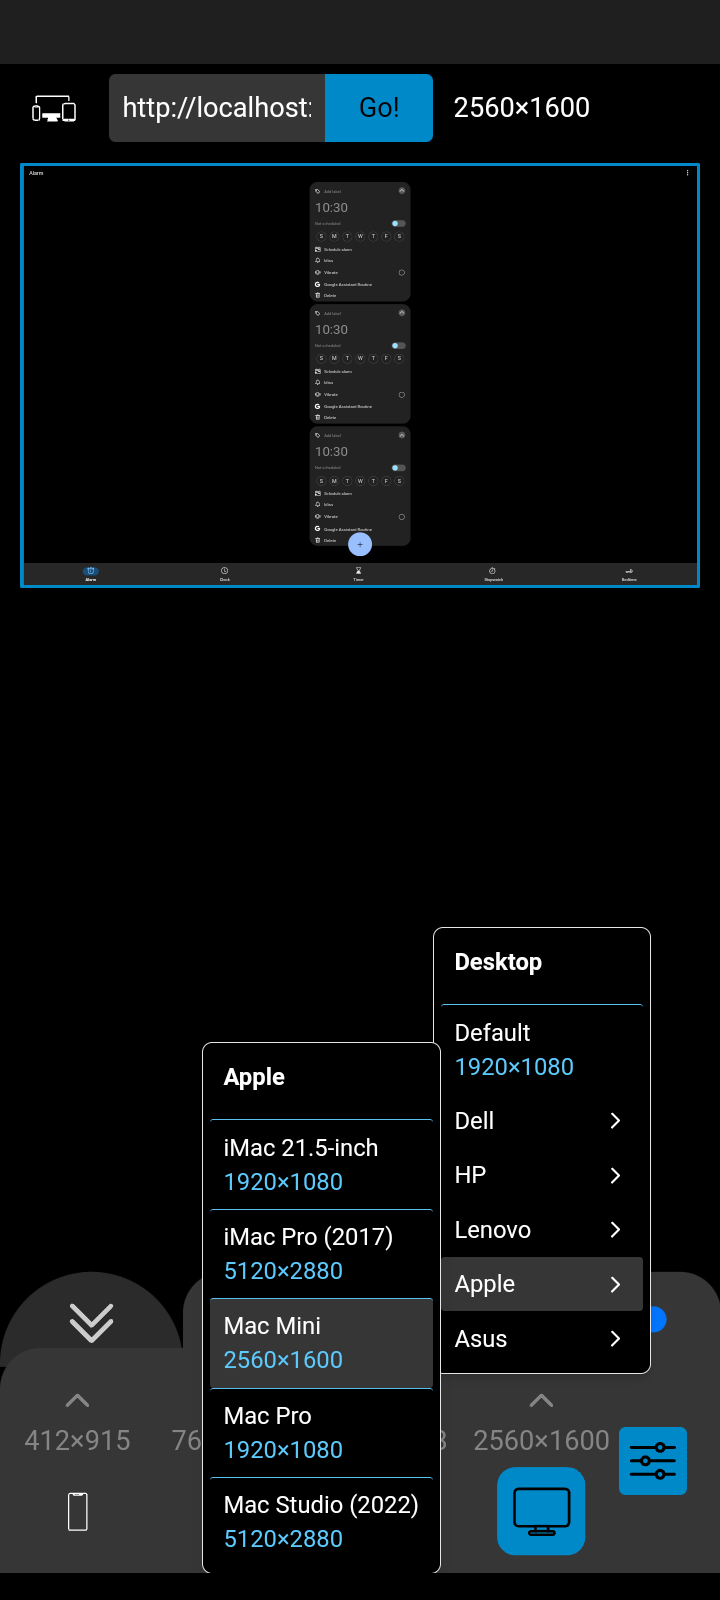 http://localhost:
Go!
2560×1600
Alarm
Add label
10:30
Not scheduled
S M T W T F S
Schedule alarm
Vibrate
Google Assistant Routine
Delete
Add label
10:30
Not scheduled
S M T W T F S
Schedule alarm
Vibrate
Google Assistant Routine
Delete
Add label
10:30
Not scheduled
S M T W T F S
Schedule alarm
Vibrate
Google Assistant Routine
Delete
+
Alarm
Clock
Timer
Stopwatch
Bedtime
Desktop
Default
1920×1080
Dell
HP
Lenovo
Apple
Asus
Apple
iMac 21.5-inch
1920×1080
iMac Pro (2017)
5120×2880
Mac Mini
2560×1600
Mac Pro
1920×1080
Mac Studio (2022)
5120×2880
412×915
76
2560×1600